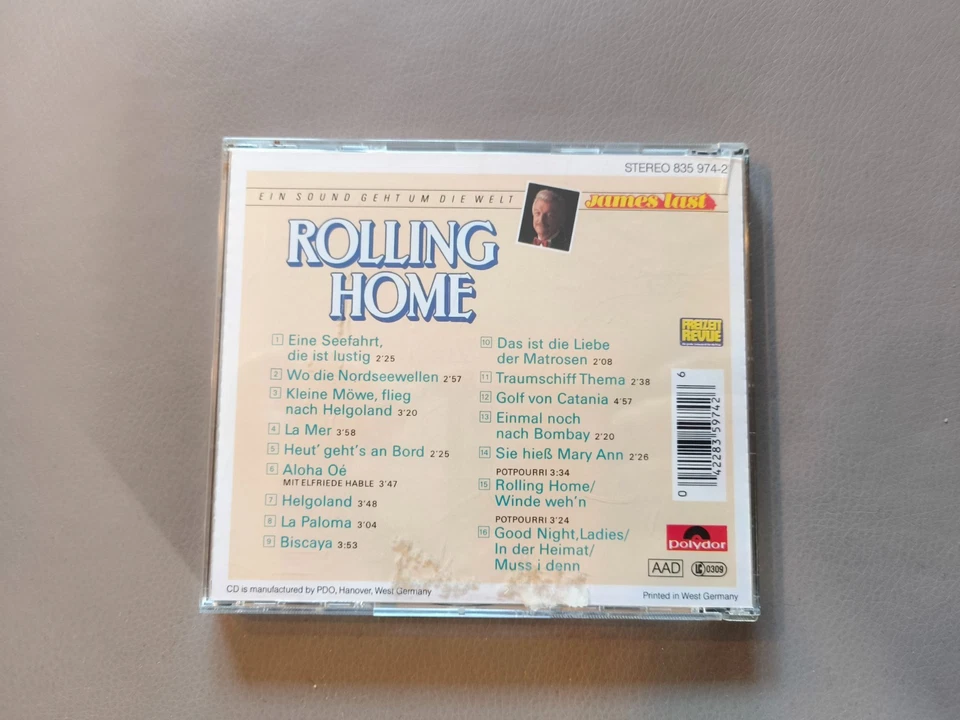 STEREO 835 974-2
EIN SOUND GEHT UM DIE WELT
james last
ROLLING
HOME
1 Eine Seefahrt,
die ist lustig 2'25
2 Wo die Nordseewellen 2'57
3 Kleine Möwe, flieg
nach Helgoland 3'20
4 La Mer 3'58
5 Heut' geht's an Bord 2'25
6 Aloha Oé
MIT ELFRIEDE HABLE 3'47
7 Helgoland 3'48
8 La Paloma 3'04
9 Biscaya 3:53
10 Das ist die Liebe
der Matrosen 2'08
11 Traumschiff Thema 2'38
12 Golf von Catania 4'57
13 Einmal noch
nach Bombay 2'20
14 Sie hieß Mary Ann 2'26
POTPOURRI 3:34
15 Rolling Home/
Winde weh'n
POTPOURRI 3'24
16 Good Night, Ladies/
In der Heimat/
Muss i denn
FREIZEIT
REVUE
0 42283 59742 6
polydor
AAD
LC 0309
CD is manufactured by PDO, Hanover, West Germany
Printed in West Germany